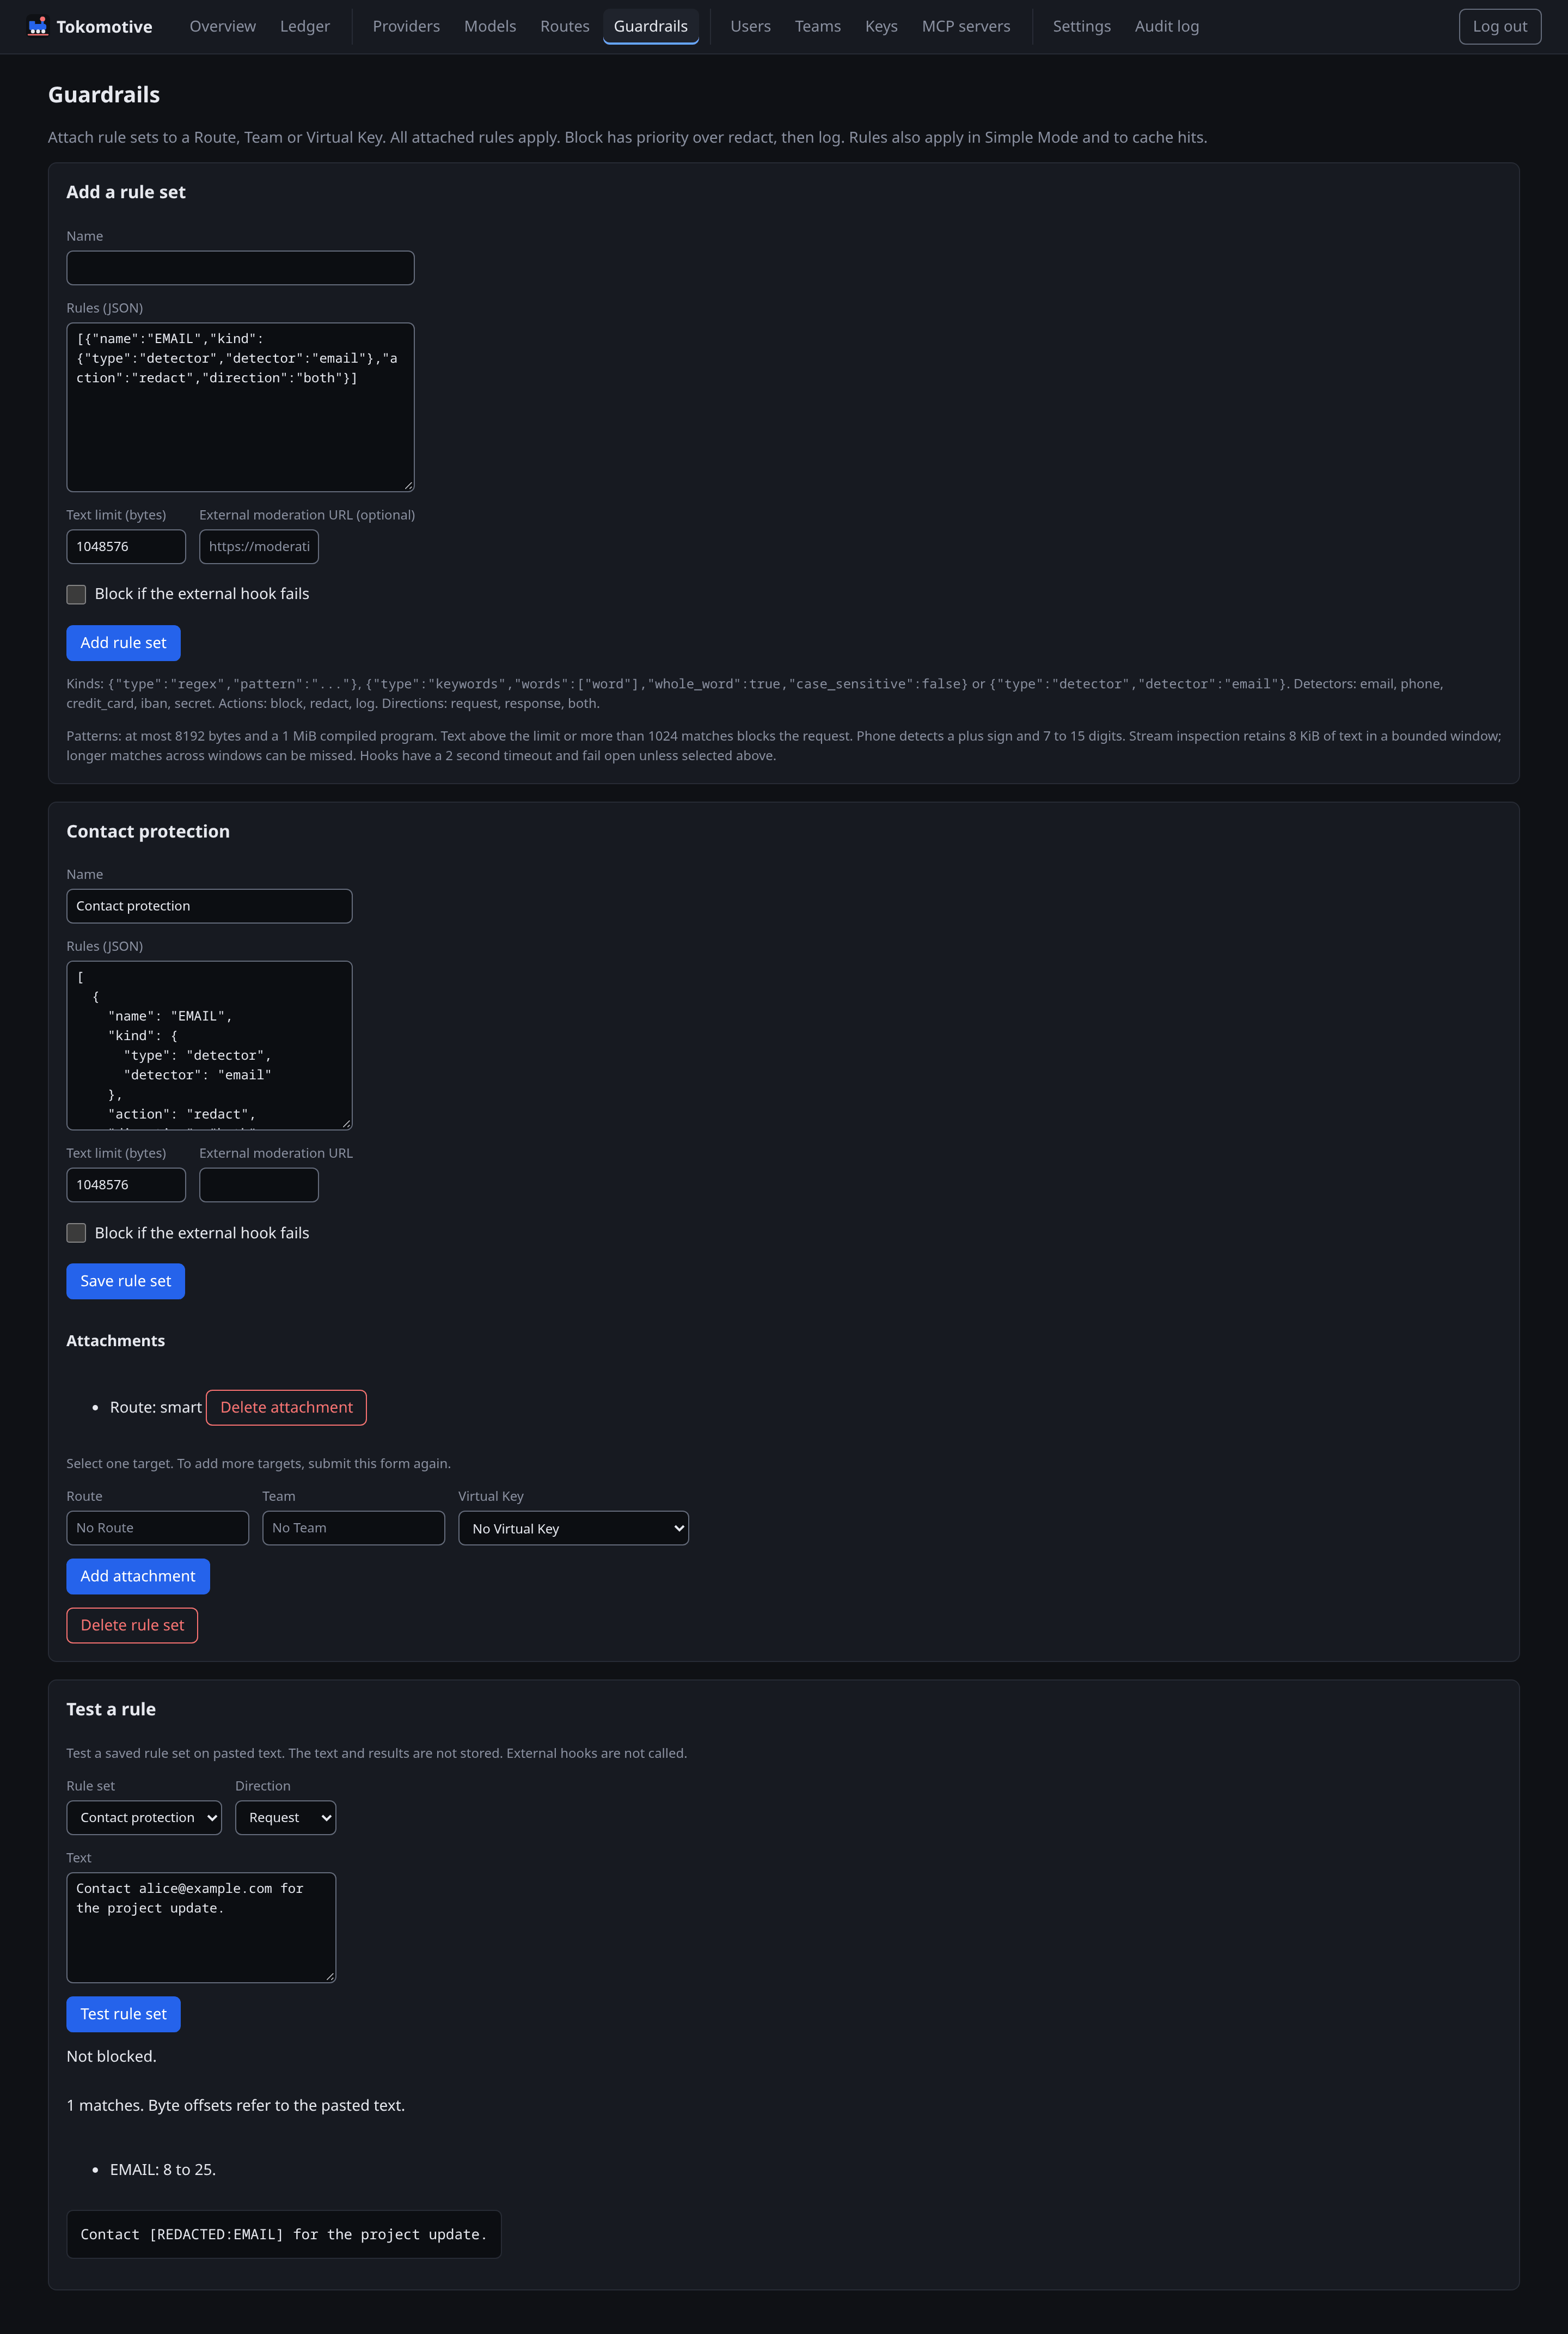 Tokomotive Overview Ledger Providers Models Routes Guardrails Users Teams Keys MCP servers Settings Audit log Log out
Guardrails
Attach rule sets to a Route, Team or Virtual Key. All attached rules apply. Block has priority over redact, then log. Rules also apply in Simple Mode and to cache hits.
Add a rule set
Name
Rules (JSON)
[{"name":"EMAIL","kind":
{"type":"detector","detector":"email"},"a
ction":"redact","direction":"both"}]
Text limit (bytes) External moderation URL (optional)
1048576 https://moderati
Block if the external hook fails
Add rule set
Kinds: {"type":"regex","pattern":"..."}, {"type":"keywords","words":["word"],"whole_word":true,"case_sensitive":false} or {"type":"detector","detector":"email"}. Detectors: email, phone,
credit_card, iban, secret. Actions: block, redact, log. Directions: request, response, both.
Patterns: at most 8192 bytes and a 1 MiB compiled program. Text above the limit or more than 1024 matches blocks the request. Phone detects a plus sign and 7 to 15 digits. Stream inspection retains 8 KiB of text in a bounded window;
longer matches across windows can be missed. Hooks have a 2 second timeout and fail open unless selected above.
Contact protection
Name
Contact protection
Rules (JSON)
[
{
"name": "EMAIL",
"kind": {
"type": "detector",
"detector": "email"
},
"action": "redact",
Text limit (bytes) External moderation URL
1048576
Block if the external hook fails
Save rule set
Attachments
• Route: smart Delete attachment
Select one target. To add more targets, submit this form again.
Route Team Virtual Key
No Route No Team No Virtual Key
Add attachment
Delete rule set
Test a rule
Test a saved rule set on pasted text. The text and results are not stored. External hooks are not called.
Rule set Direction
Contact protection Request
Text
Contact alice@example.com for
the project update.
Test rule set
Not blocked.
1 matches. Byte offsets refer to the pasted text.
• EMAIL: 8 to 25.
Contact [REDACTED:EMAIL] for the project update.